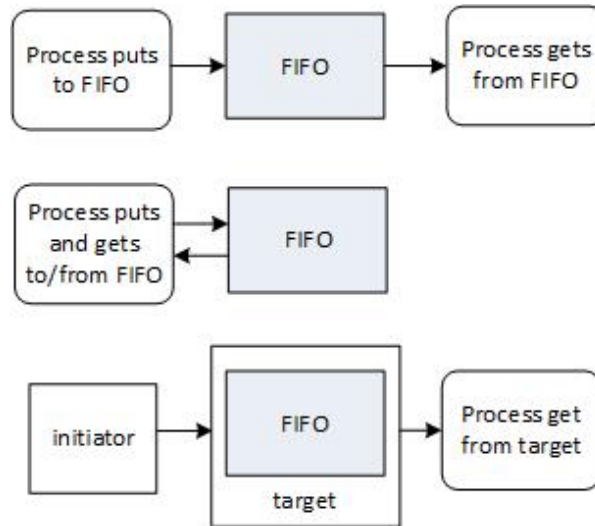 Process puts
to FIFO
FIFO
Process gets
from FIFO
Process puts
and gets
to/from FIFO
FIFO
initiator
FIFO
target
Process get
from target